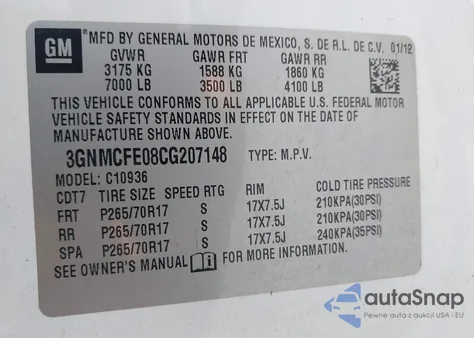 GM
*MFD BY GENERAL MOTORS DE MEXICO, S. DE R.L. DE C.V. 01/12
GVWR GAWR FRT GAWR RR
3175 KG 1588 KG 1860 KG
7000 LB 3500 LB 4100 LB
THIS VEHICLE CONFORMS TO ALL APPLICABLE U.S. FEDERAL MOTOR
VEHICLE SAFETY STANDARDS IN EFFECT ON THE DATE OF
MANUFACTURE SHOWN ABOVE.
3GNMCFE08CG207148 TYPE: M.P.V.
MODEL: C10936
CDT7 TIRE SIZE SPEED RTG RIM COLD TIRE PRESSURE
FRT P265/70R17 S 17X7.5J 210KPA(30PSI)
RR P265/70R17 S 17X7.5J 210KPA(30PSI)
SPA P265/70R17 S 17X7.5J 240KPA(35PSI)
SEE OWNER'S MANUAL FOR MORE INFORMATION.
autoSnap
Pewne auta z aukcji USA - EU